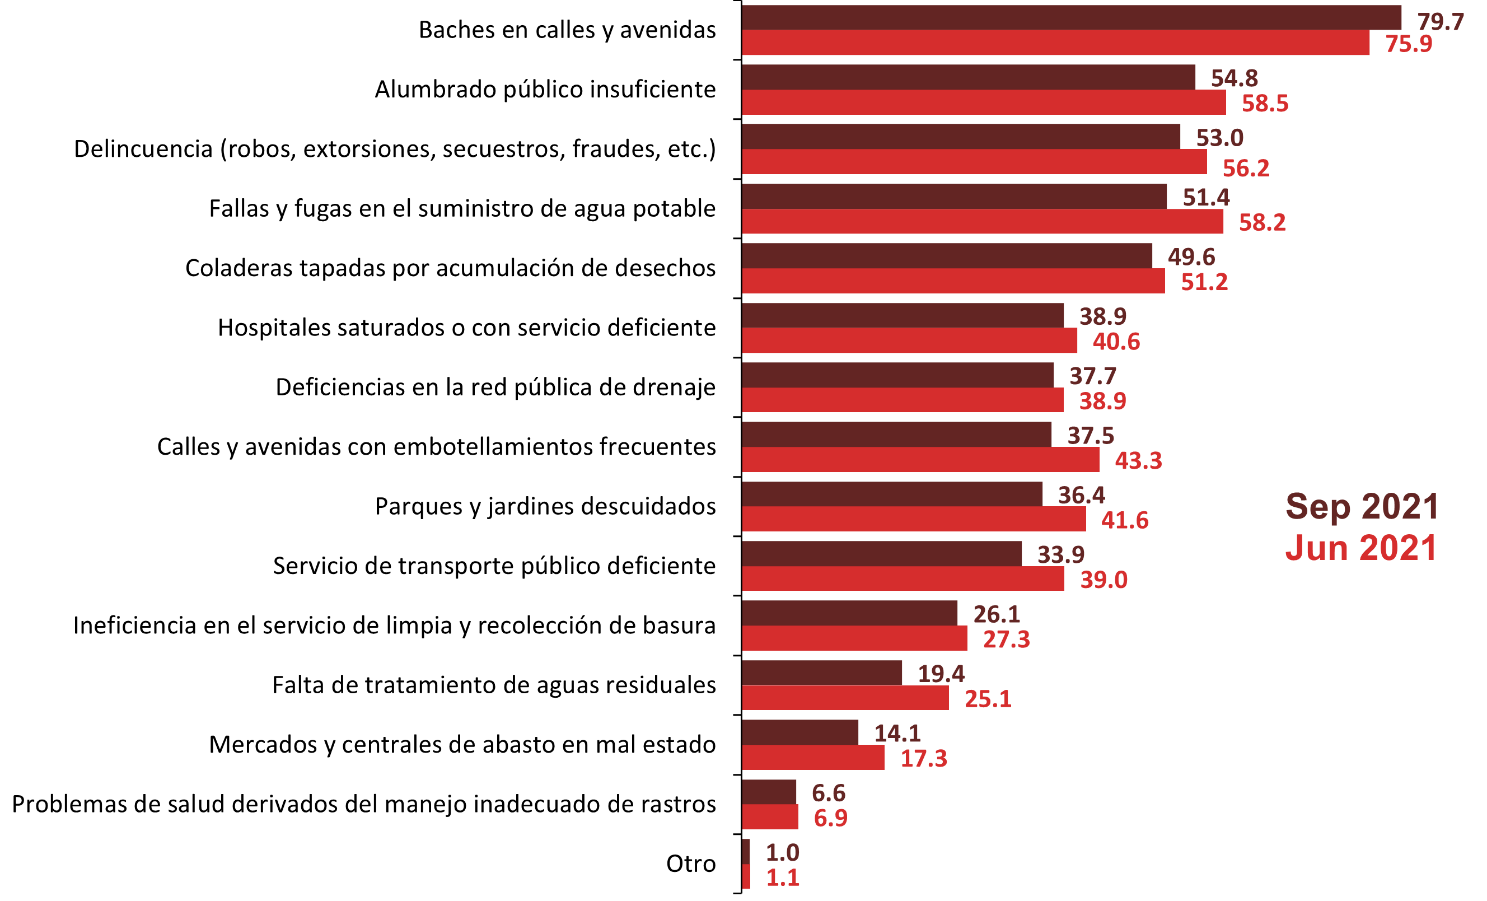 Baches en calles y avenidas
79.7
75.9
Alumbrado público insuficiente
54.8
58.5
Delincuencia (robos, extorsiones, secuestros, fraudes, etc.)
53.0
56.2
Fallas y fugas en el suministro de agua potable
51.4
58.2
Coladeras tapadas por acumulación de desechos
49.6
51.2
Hospitales saturados o con servicio deficiente
38.9
40.6
Deficiencias en la red pública de drenaje
37.7
38.9
Calles y avenidas con embotellamientos frecuentes
37.5
43.3
Parques y jardines descuidados
36.4
41.6
Sep 2021
Jun 2021
Servicio de transporte público deficiente
33.9
39.0
Ineficiencia en el servicio de limpia y recolección de basura
26.1
27.3
Falta de tratamiento de aguas residuales
19.4
25.1
Mercados y centrales de abasto en mal estado
14.1
17.3
Problemas de salud derivados del manejo inadecuado de rastros
6.6
6.9
Otro
1.0
1.1